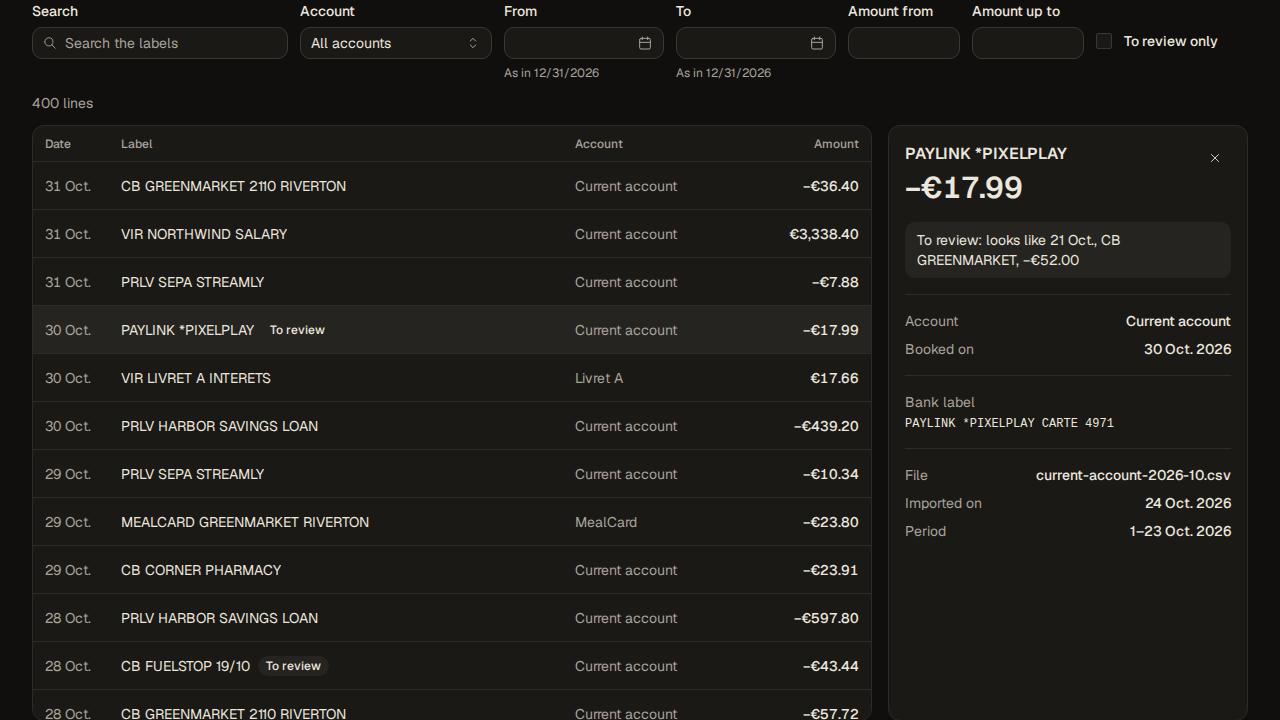 Search
Account
From
To
Amount from
Amount up to
Search the labels
All accounts
To review only
As in 12/31/2026
As in 12/31/2026
400 lines
Date Label Account Amount
31 Oct. CB GREENMARKET 2110 RIVERTON Current account −€36.40
31 Oct. VIR NORTHWIND SALARY Current account €3,338.40
31 Oct. PRLV SEPA STREAMLY Current account −€7.88
30 Oct. PAYLINK *PIXELPLAY To review Current account −€17.99
30 Oct. VIR LIVRET A INTERETS Livret A €17.66
30 Oct. PRLV HARBOR SAVINGS LOAN Current account −€439.20
29 Oct. PRLV SEPA STREAMLY Current account −€10.34
29 Oct. MEALCARD GREENMARKET RIVERTON MealCard −€23.80
29 Oct. CB CORNER PHARMACY Current account −€23.91
28 Oct. PRLV HARBOR SAVINGS LOAN Current account −€597.80
28 Oct. CB FUELSTOP 19/10 To review Current account −€43.44
28 Oct. CB GREENMARKET 2110 RIVERTON Current account −€57.72
PAYLINK *PIXELPLAY
−€17.99
To review: looks like 21 Oct., CB
GREENMARKET, −€52.00
Account Current account
Booked on 30 Oct. 2026
Bank label
PAYLINK *PIXELPLAY CARTE 4971
File current-account-2026-10.csv
Imported on 24 Oct. 2026
Period 1–23 Oct. 2026